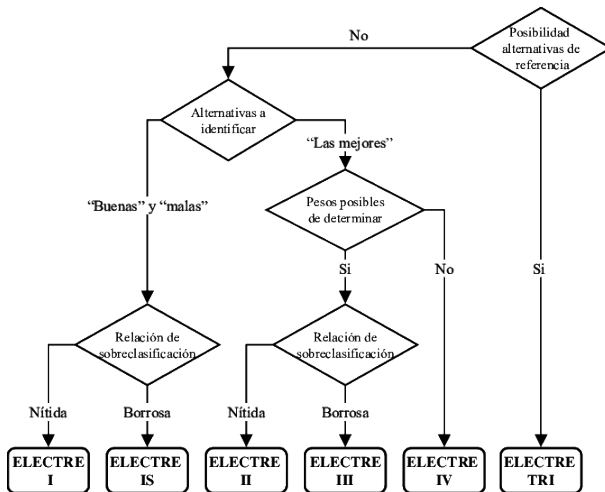 Posibilidad
alternativas de
referencia
No
Alternativas a
identificar
“Las mejores”
“Buenas” y “malas”
Pesos posibles
de determinar
Si
No
Si
Relación de
sobreclasificación
Relación de
sobreclasificación
Nítida
Borrosa
Nítida
Borrosa
ELECTRE
I
ELECTRE
IS
ELECTRE
II
ELECTRE
III
ELECTRE
IV
ELECTRE
TRI